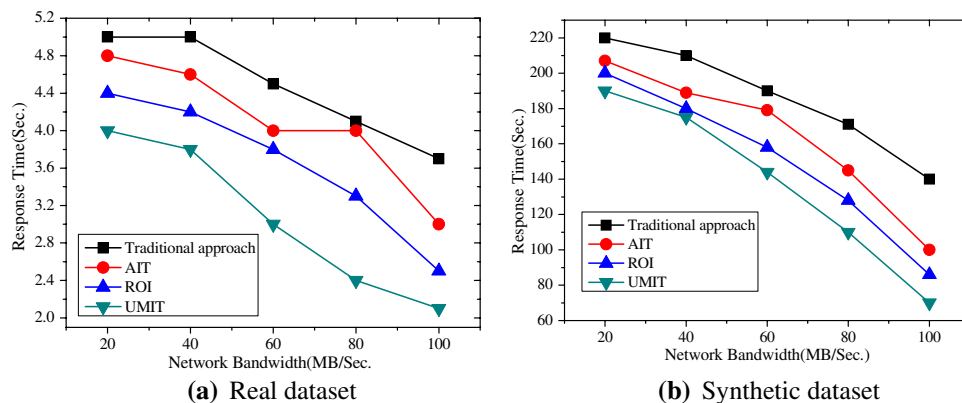 5.2
4.8
4.4
4.0
3.6
3.2
2.8
2.4
2.0
Response Time(Sec.)
Traditional approach
AIT
ROI
UMIT
20 40 60 80 100
Network Bandwidth(MB/Sec.
(a) Real dataset
220
200
180
160
140
120
100
80
60
Response Time(Sec.)
Traditional approach
AIT
ROI
UMIT
20 40 60 80 100
Network Bandwidth(MB/Sec.)
(b) Synthetic dataset